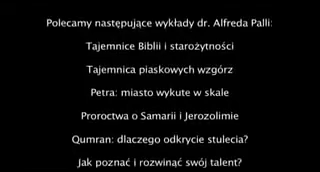 Polecamy następujące wykłady dr. Alfreda Palli:
Tajemnice Biblii i starożytności
Tajemnica piaskowych wzgórz
Petra: miasto wykute w skale
Proroctwa o Samarii i Jerozolimie
Qumran: dlaczego odkrycie stulecia?
Jak poznać i rozwinąć swój talent?